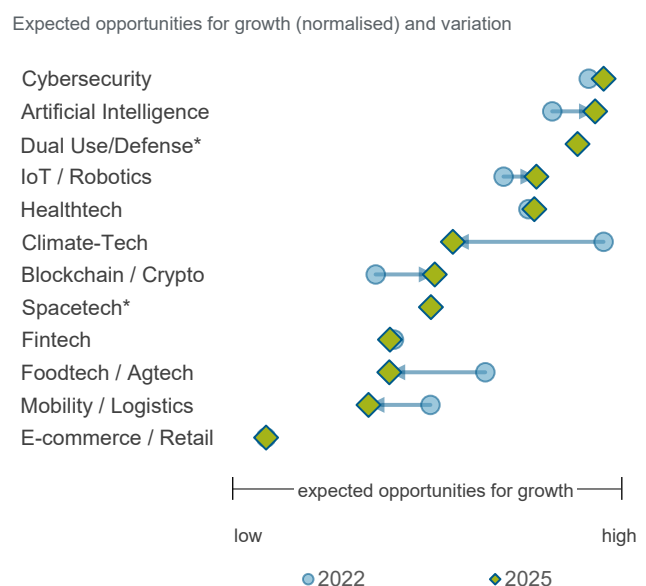 Expected opportunities for growth (normalised) and variation
Cybersecurity
Artificial Intelligence
Dual Use/Defense*
IoT / Robotics
Healthtech
Climate-Tech
Blockchain / Crypto
Spacetech*
Fintech
Foodtech / Agtech
Mobility / Logistics
E-commerce / Retail
expected opportunities for growth
low high
2022 2025